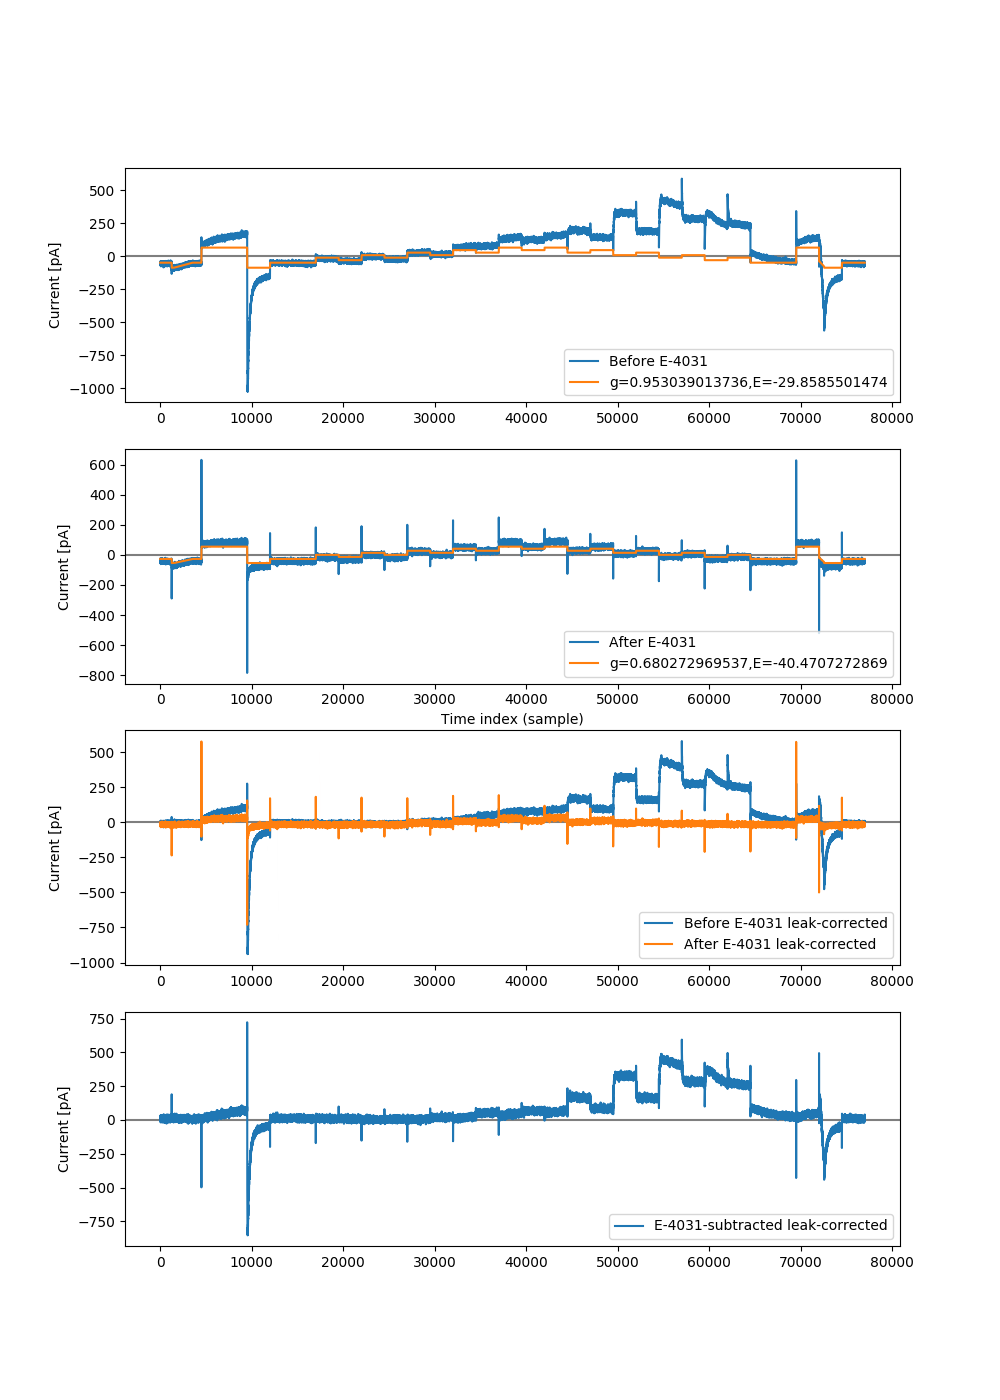 500
250
0
−250
−500
−750
−1000
Current [pA]
Before E-4031
g=0.953039013736,E=-29.8585501474
0 10000 20000 30000 40000 50000 60000 70000 80000
600
400
200
0
−200
−400
−600
−800
Current [pA]
After E-4031
g=0.680272969537,E=-40.4707272869
0 10000 20000 30000 40000 50000 60000 70000 80000
Time index (sample)
500
250
0
−250
−500
−750
−1000
Current [pA]
Before E-4031 leak-corrected
After E-4031 leak-corrected
0 10000 20000 30000 40000 50000 60000 70000 80000
750
500
250
0
−250
−500
−750
Current [pA]
E-4031-subtracted leak-corrected
0 10000 20000 30000 40000 50000 60000 70000 80000